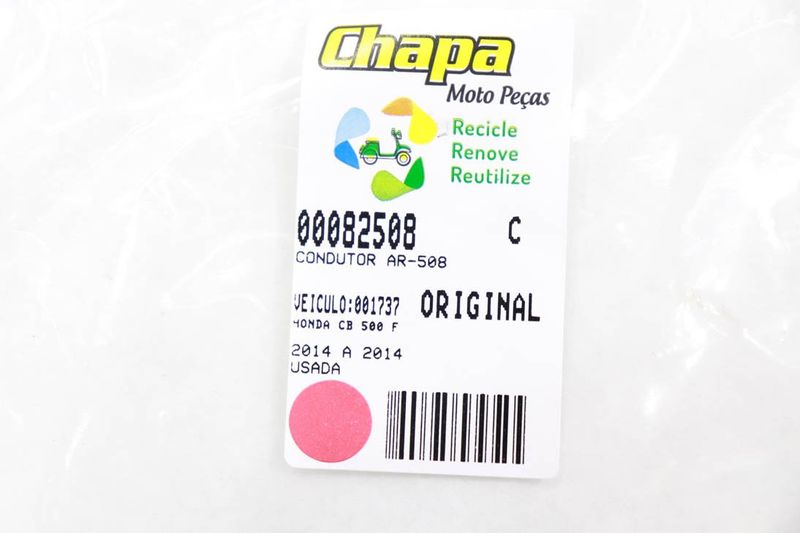 Chapa
Moto Peças
Recicle
Renove
Reutilize
00082508 C
CONDUTOR AR-508
VEICULO:001737 ORIGINAL
HONDA CB 500 F
2014 A 2014
USADA